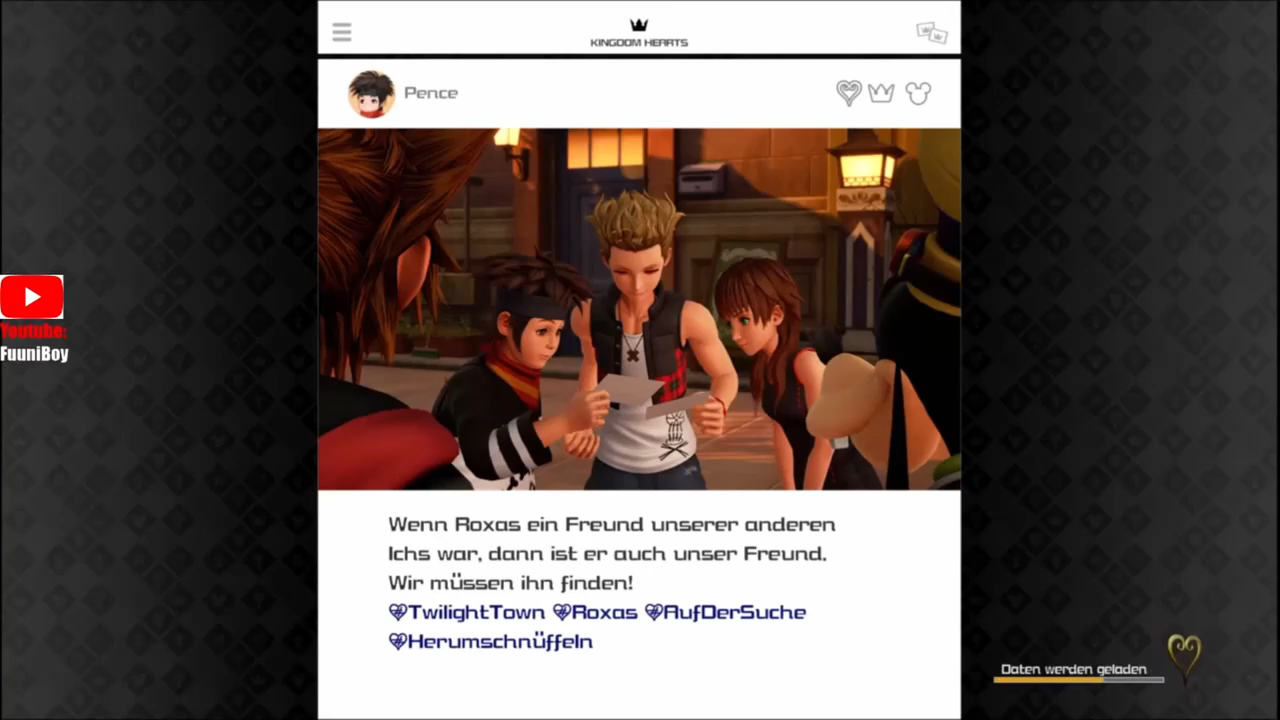 KINGDOM HEARTS
Pence
Youtube:
FuuniBoy
Wenn Roxas ein Freund unserer anderen
Ichs war, dann ist er auch unser Freund.
Wir müssen ihn finden!
TwilightTown Roxas AufDerSuche
Herumschnüffeln
Daten werden geladen